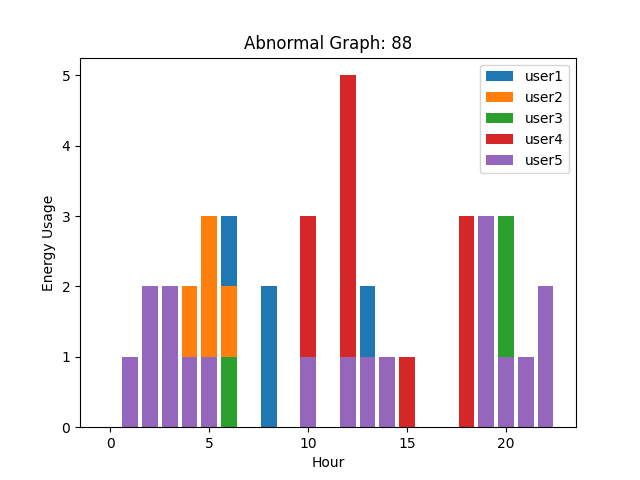 Abnormal Graph: 88
user1
user2
user3
user4
user5
Energy Usage
5
4
3
2
1
0
0 5 10 15 20
Hour